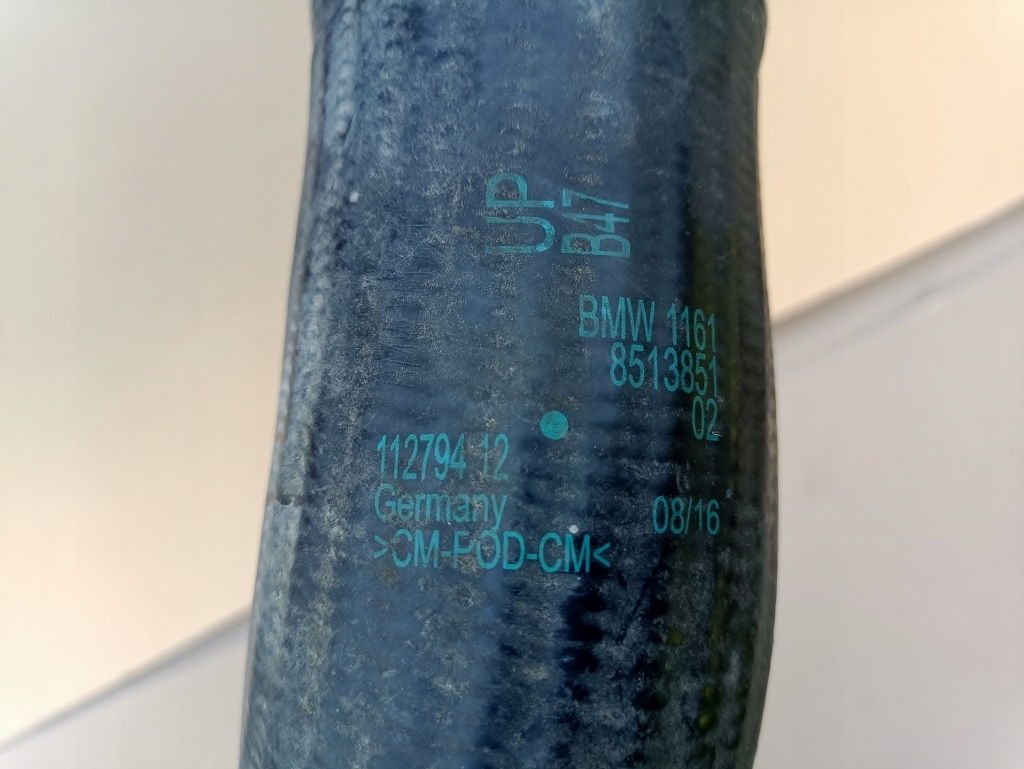 UP
B47
BMW 1161
8513851
02
112794 12
Germany
08/16
>CM-POD-CM<